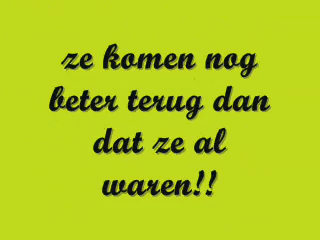 ze komen nog
beter terug dan
dat ze al
waren!!